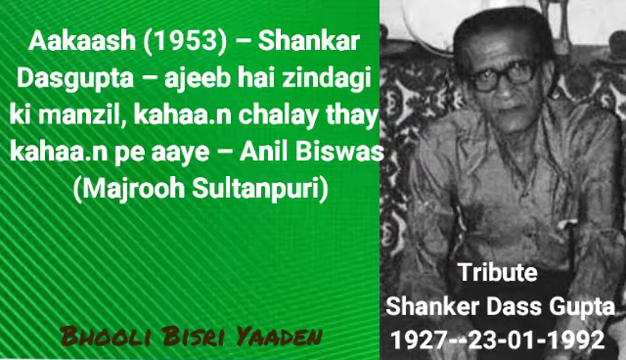 Aakaash (1953) – Shankar
Dasgupta – ajeeb hai zindagi
ki manzil, kahaa.n chalay thay
kahaa.n pe aaye – Anil Biswas
(Majrooh Sultanpuri)
Bhooli Bisri Yaaden
Tribute
Shanker Dass Gupta
1927--23-01-1992